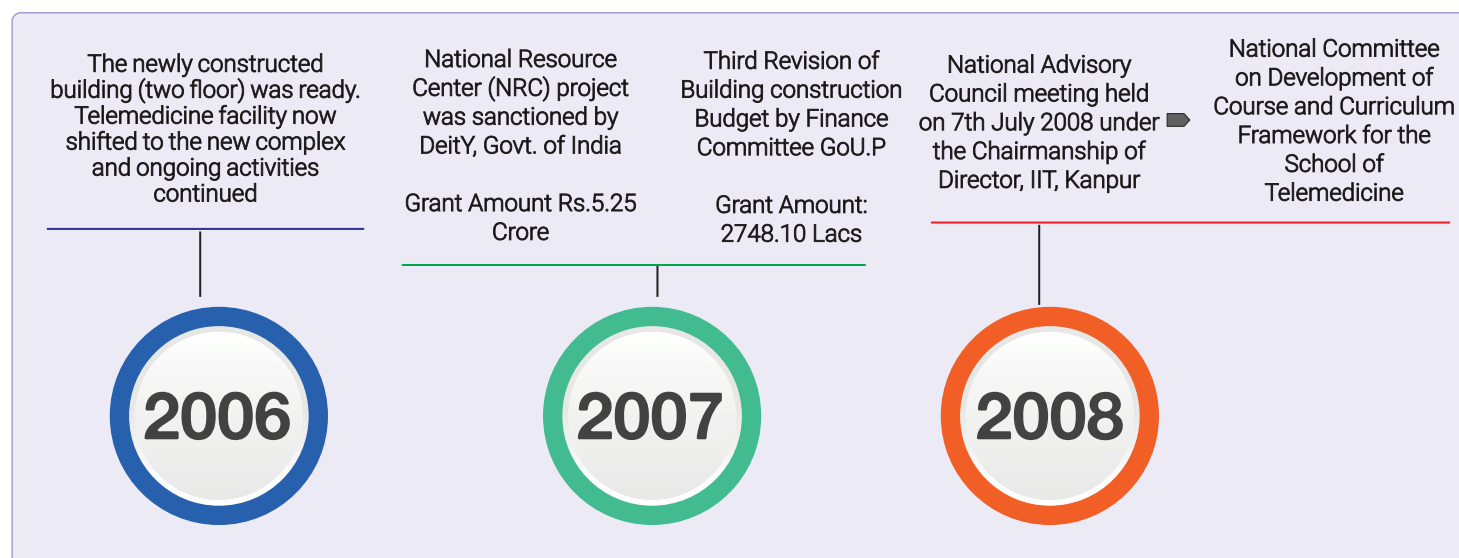 The newly constructed
building (two floor) was ready.
Telemedicine facility now
shifted to the new complex
and ongoing activities
continued
National Resource
Center (NRC) project
was sanctioned by
DeitY, Govt. of India
Grant Amount Rs.5.25
Crore
Third Revision of
Building construction
Budget by Finance
Committee GoU.P
Grant Amount:
2748.10 Lacs
National Advisory
Council meeting held
on 7th July 2008 under
the Chairmanship of
Director, IIT, Kanpur
National Committee
on Development of
Course and Curriculum
Framework for the
School of
Telemedicine
2006
2007
2008